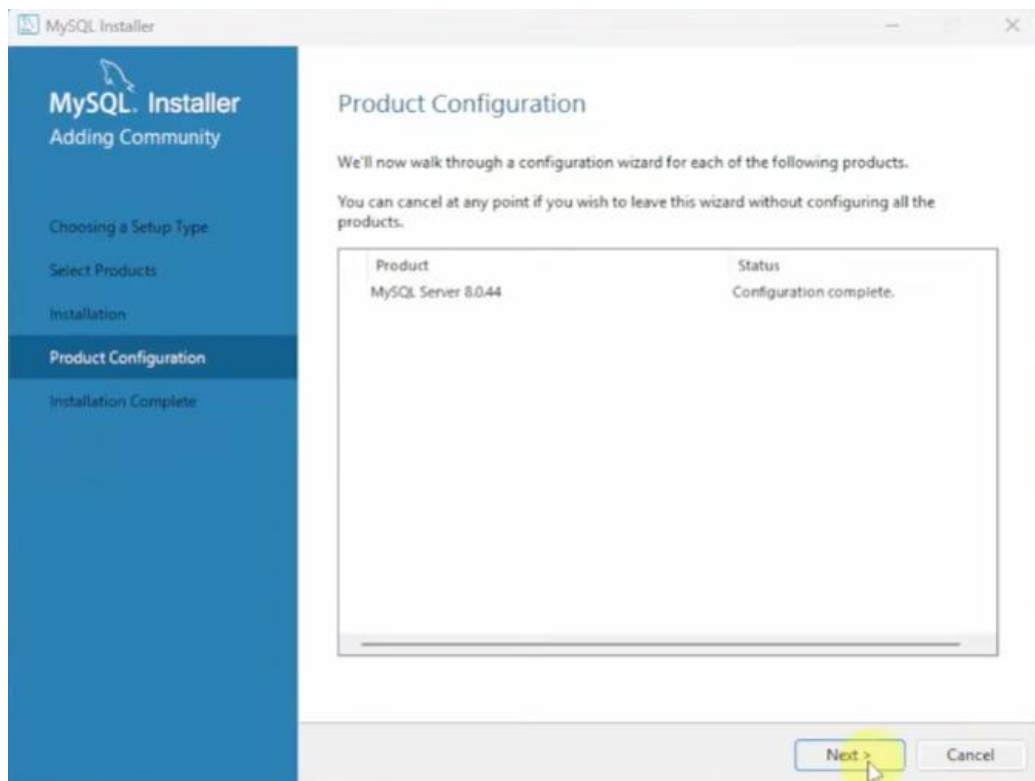 MySQL Installer
MySQL. Installer
Adding Community
Choosing a Setup Type
Select Products
Installation
Product Configuration
Installation Complete
Product Configuration
We'll now walk through a configuration wizard for each of the following products.
You can cancel at any point if you wish to leave this wizard without configuring all the
products.
Product Status
MySQL Server 8.0.44 Configuration complete.
Next > Cancel